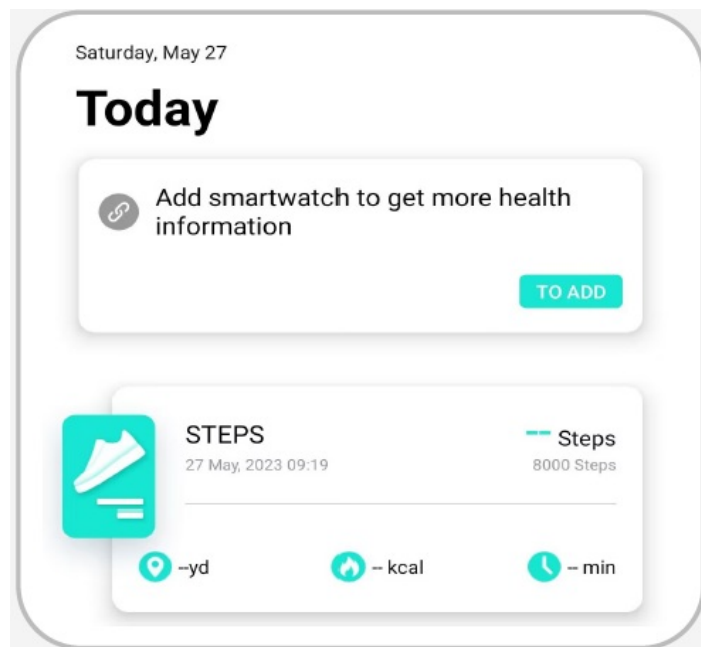 Saturday, May 27
Today
Add smartwatch to get more health
information
TO ADD
STEPS
-- Steps
27 May, 2023 09:19
8000 Steps
--yd
-- kcal
-- min